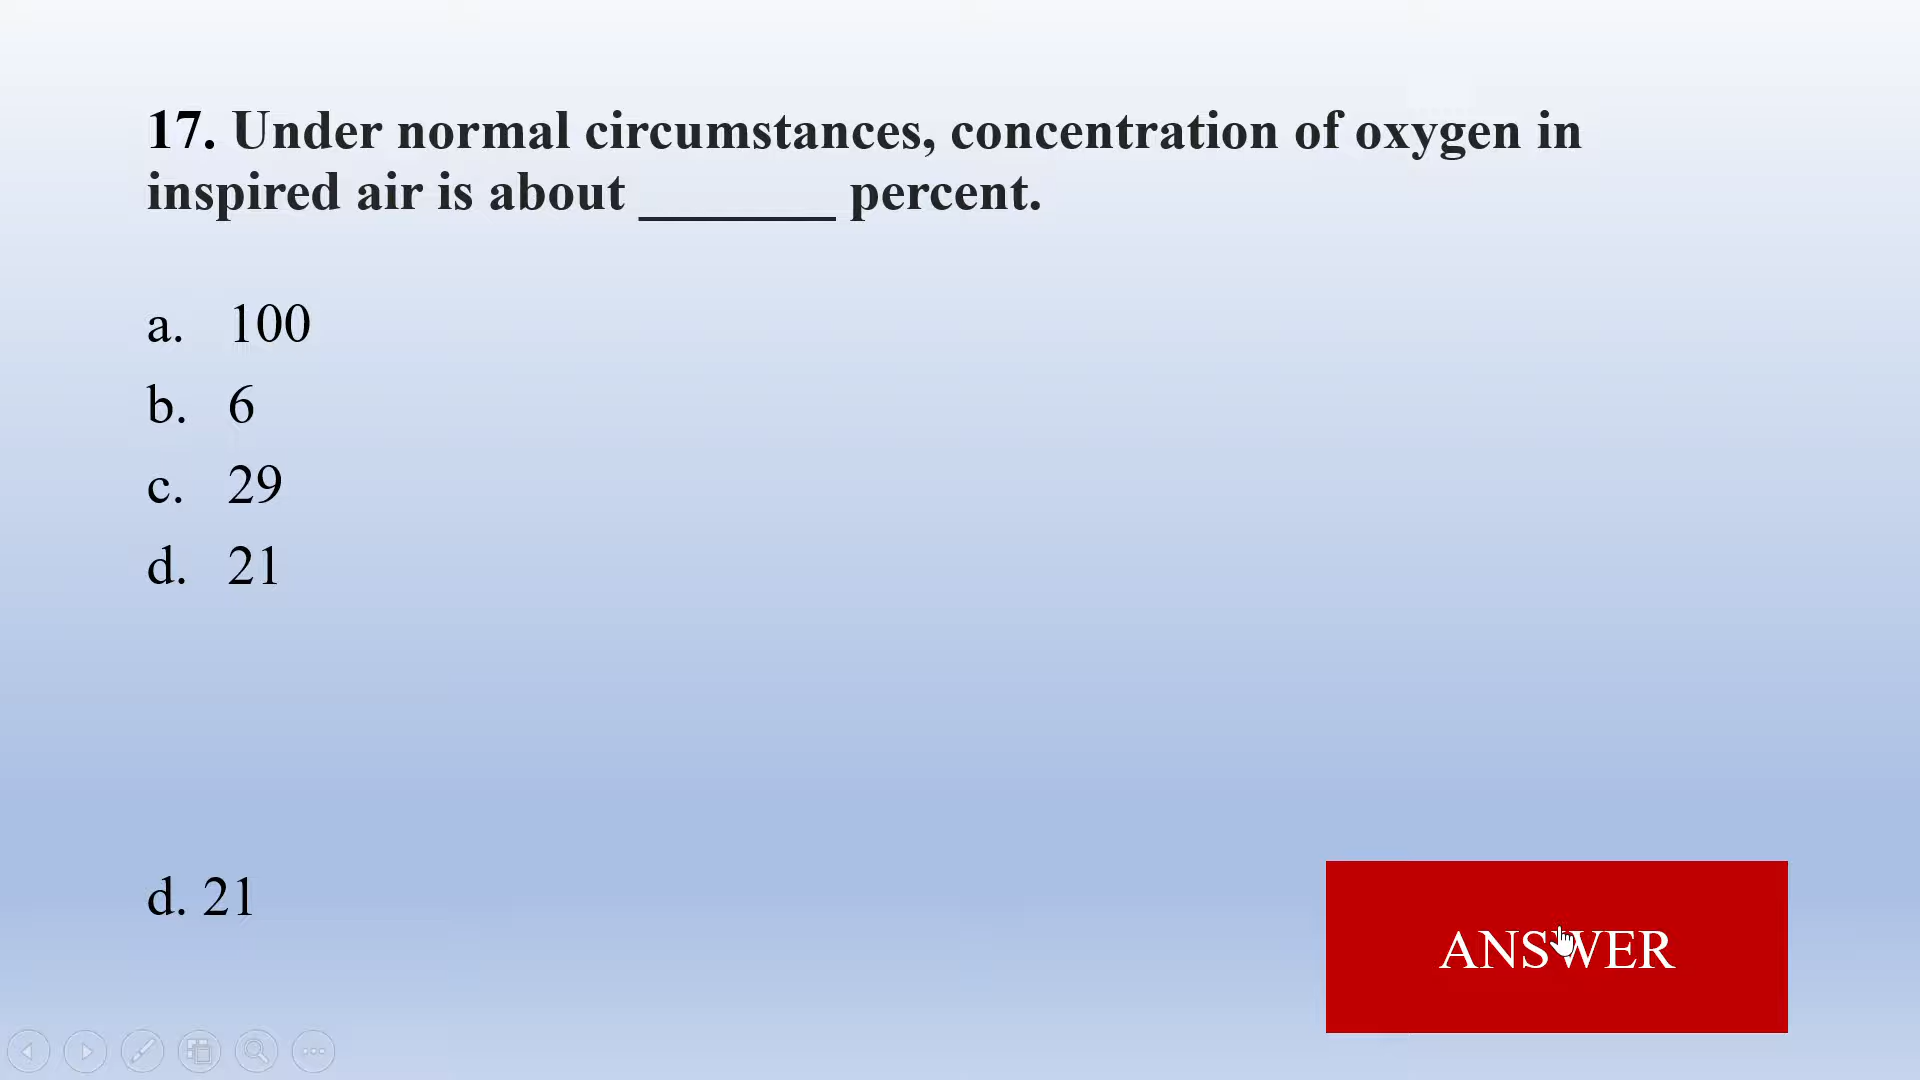 17. Under normal circumstances, concentration of oxygen in
inspired air is about _______ percent.
a. 100
b. 6
c. 29
d. 21
d. 21
ANSWER